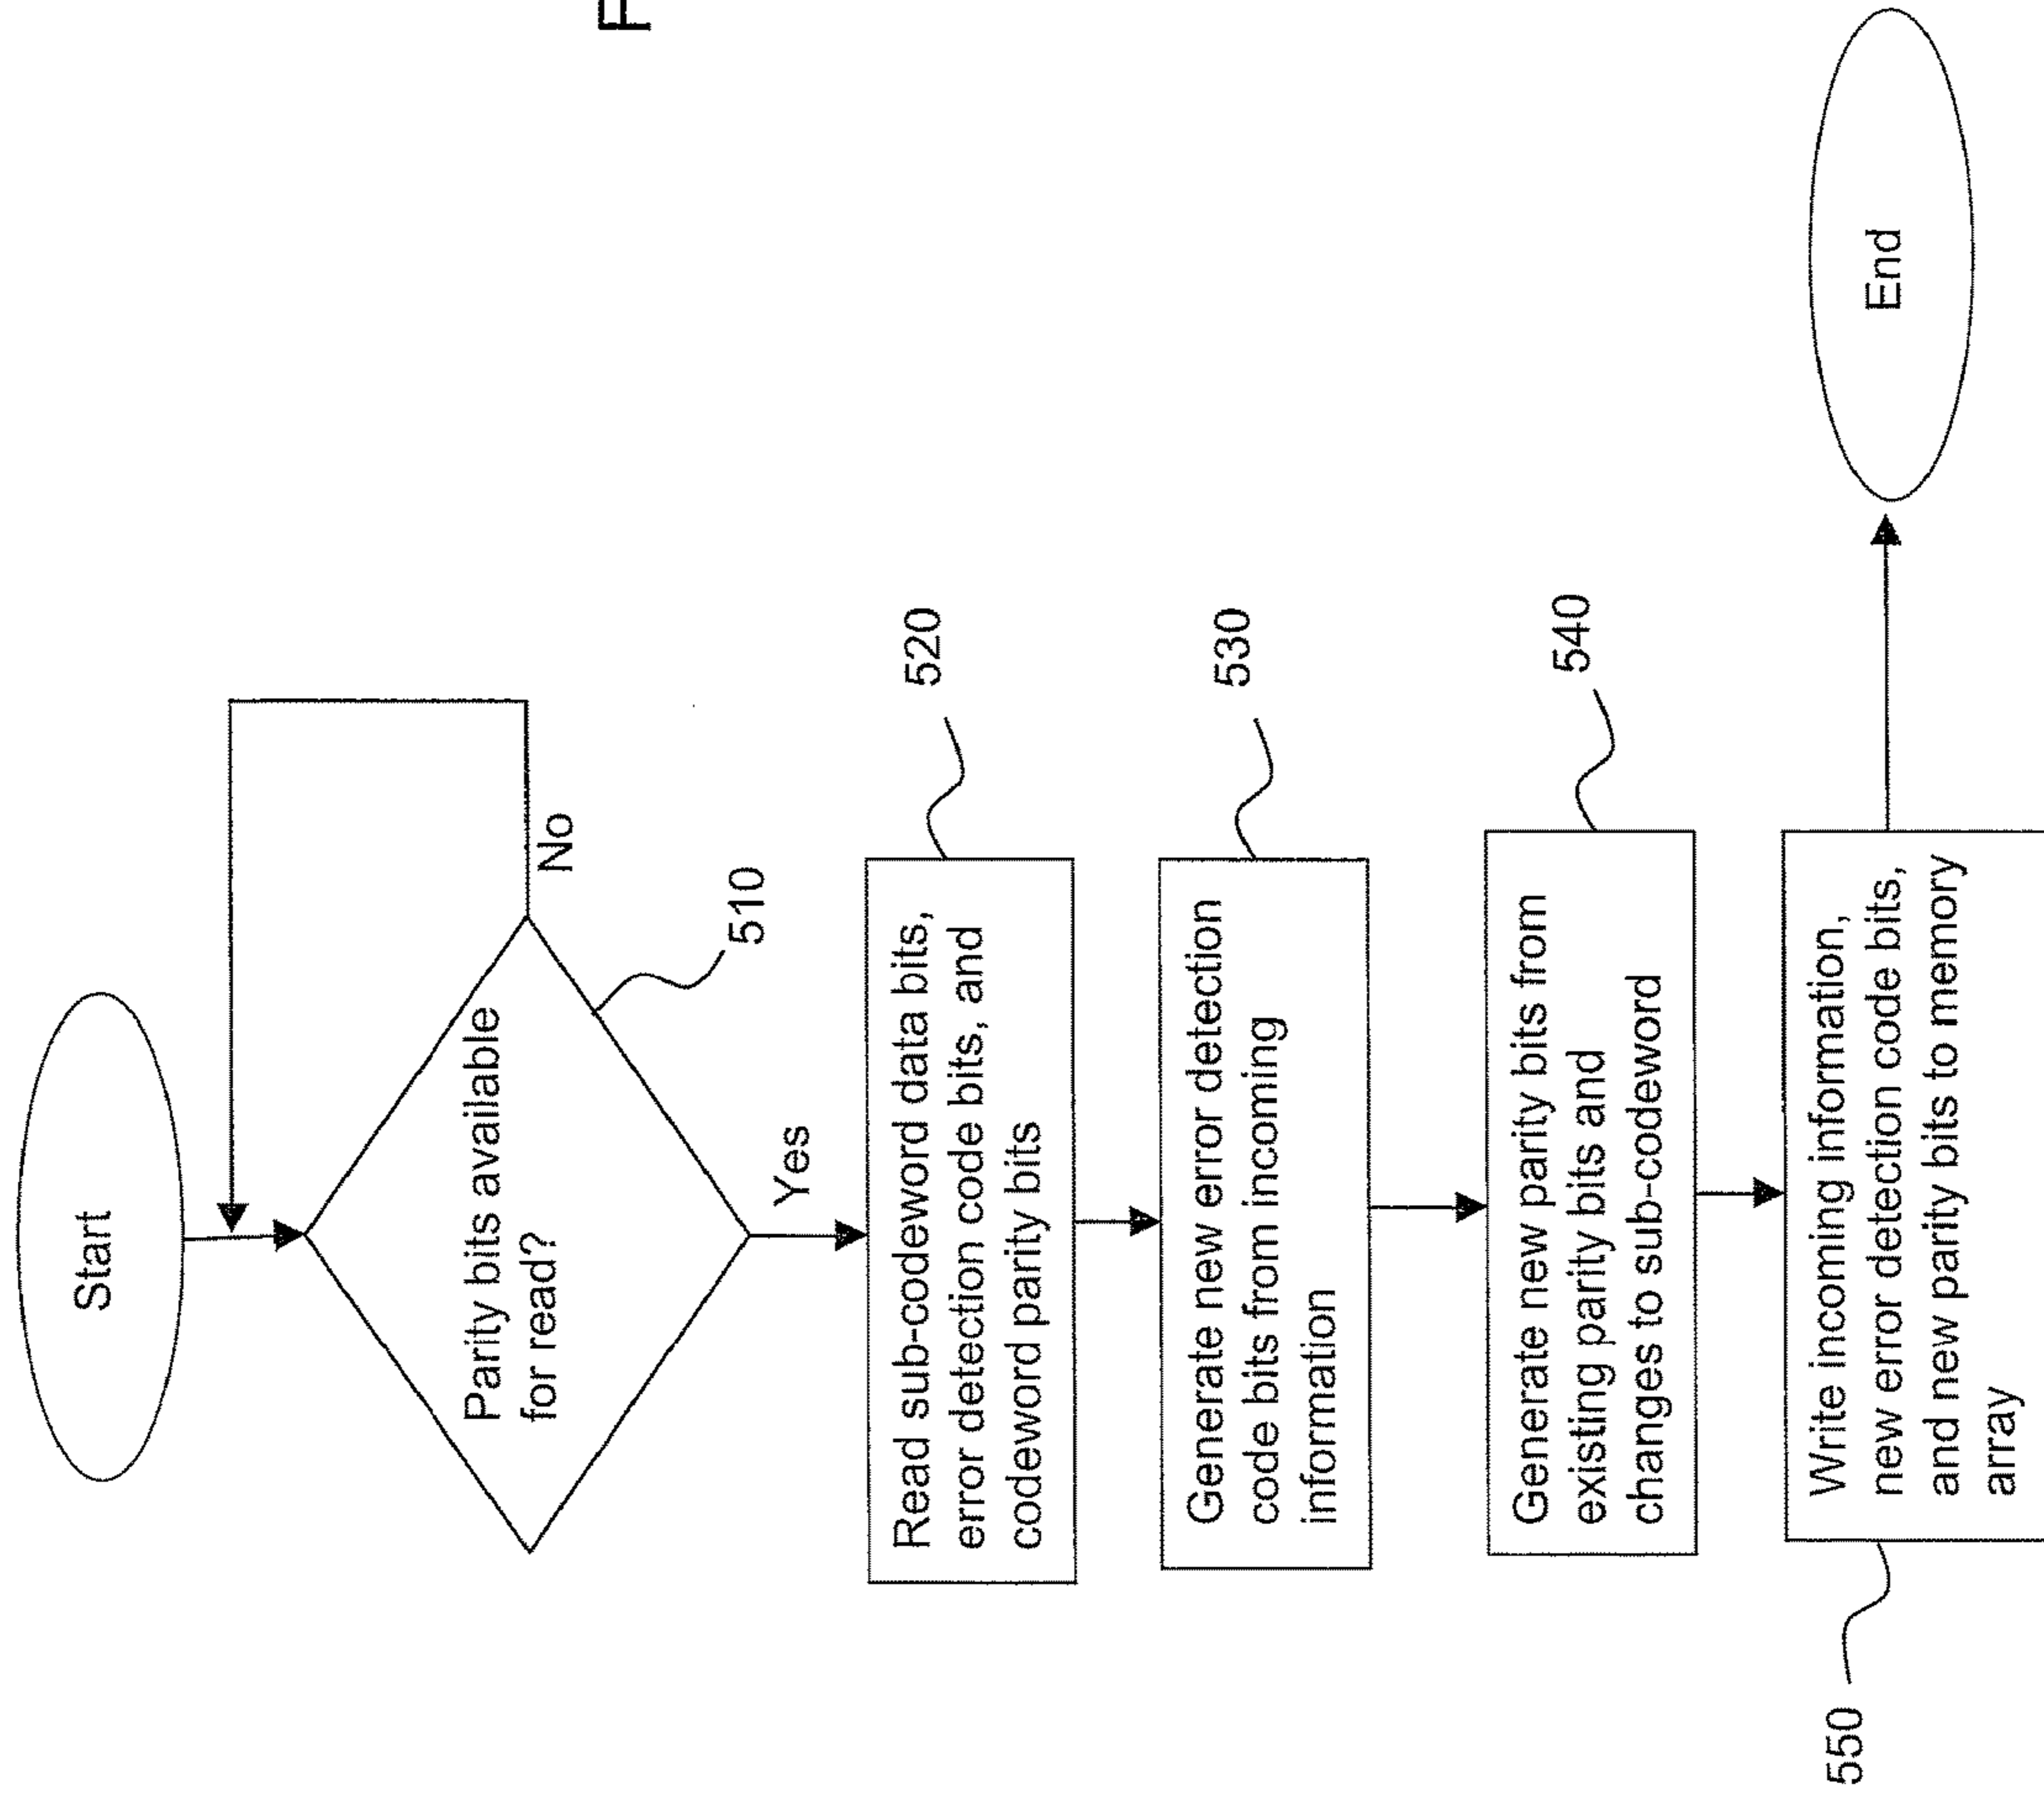 Start
Parity bits available
for read?
No
510
Yes
Read sub-codeword data bits,
error detection code bits, and
codeword parity bits
520
Generate new error detection
code bits from incoming
information
530
Generate new parity bits from
existing parity bits and
changes to sub-codeword
540
Write incoming information,
new error detection code bits,
and new parity bits to memory
array
550
End